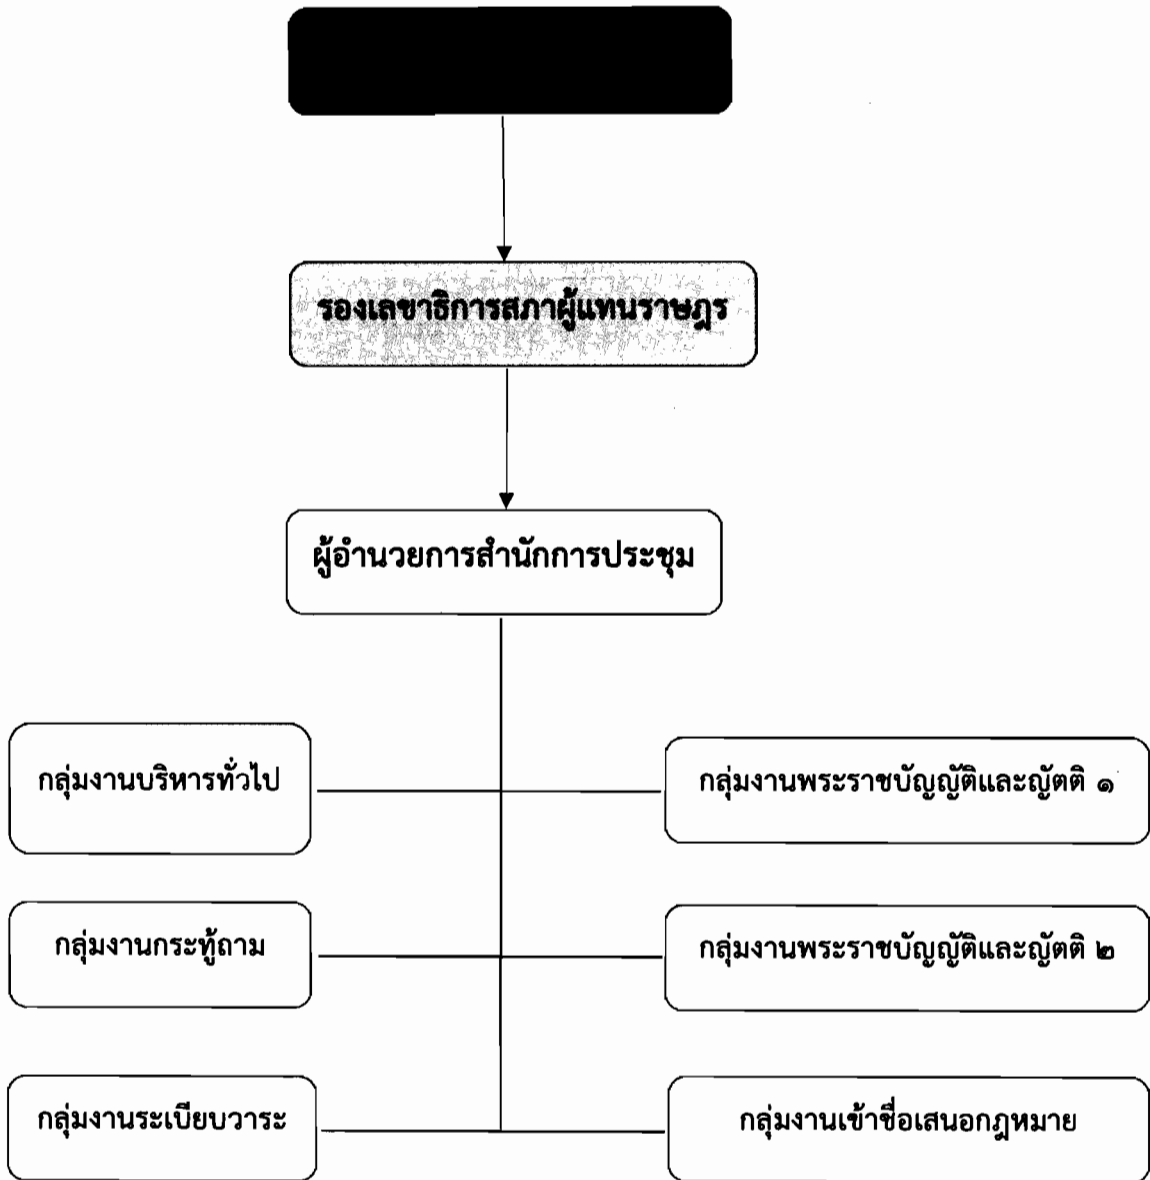 รองเลขาธิการสภาผู้แทนราษฎร
ผู้อำนวยการสำนักการประชุม
กลุ่มงานบริหารทั่วไป
กลุ่มงานพระราชบัญญัติและญัตติ ๑
กลุ่มงานกระทู้ถาม
กลุ่มงานพระราชบัญญัติและญัตติ ๒
กลุ่มงานระเบียบวาระ
กลุ่มงานเข้าชื่อเสนอกฎหมาย